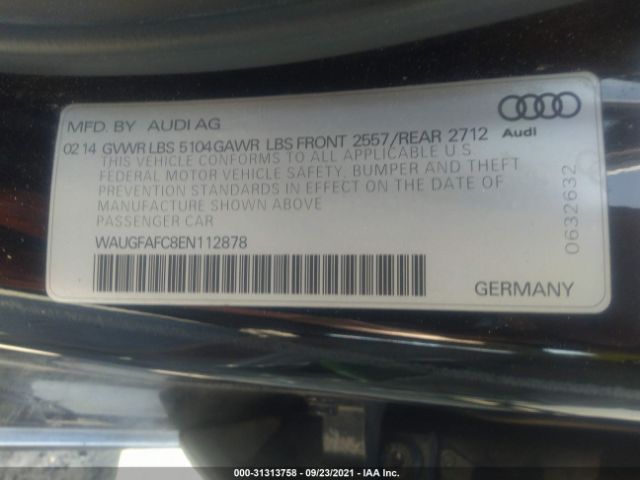 MFD. BY AUDI AG
Audi
02 14 GVWR LBS 5104 GAWR LBS FRONT 2557/REAR 2712
THIS VEHICLE CONFORMS TO ALL APPLICABLE U S
FEDERAL MOTOR VEHICLE SAFETY, BUMPER AND THEFT
PREVENTION STANDARDS IN EFFECT ON THE DATE OF
MANUFACTURE SHOWN ABOVE
PASSENGER CAR
WAUGFAFC8EN112878
GERMANY
0632632
000-31313758 - 09/23/2021 - IAA Inc.